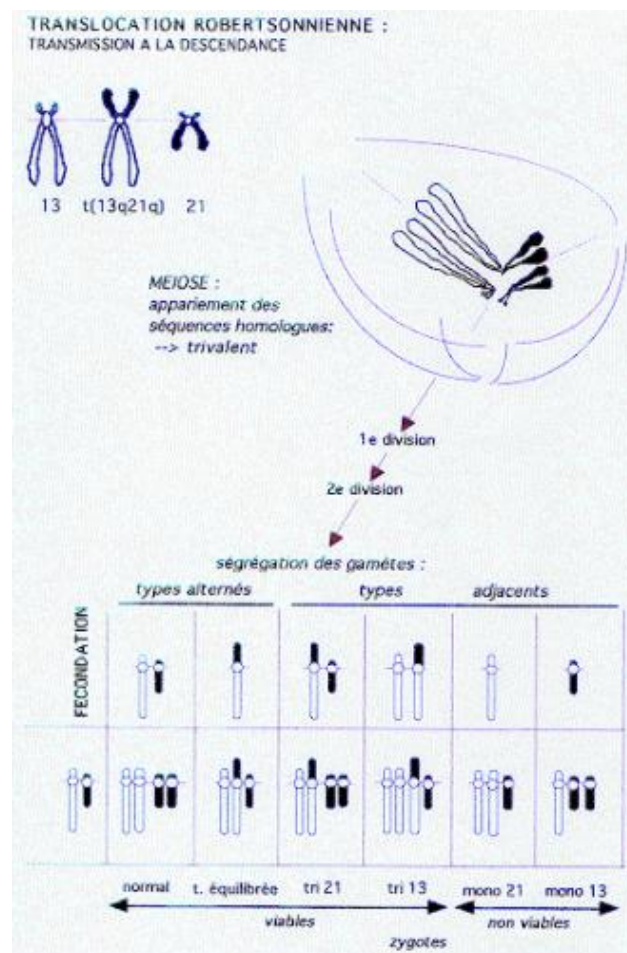 TRANSLOCATION ROBERTSONNIENNE :
TRANSMISSION A LA DESCENDANCE
13 t(13q21q) 21
MEIOSE :
appariement des
séquences homologues:
--> trivalent
1e division
2e division
ségrégation des gamètes :
types alternés types adjacents
FECONDATION
normal t. équilibrée tri 21 tri 13 mono 21 mono 13
viables non viables
zygotes